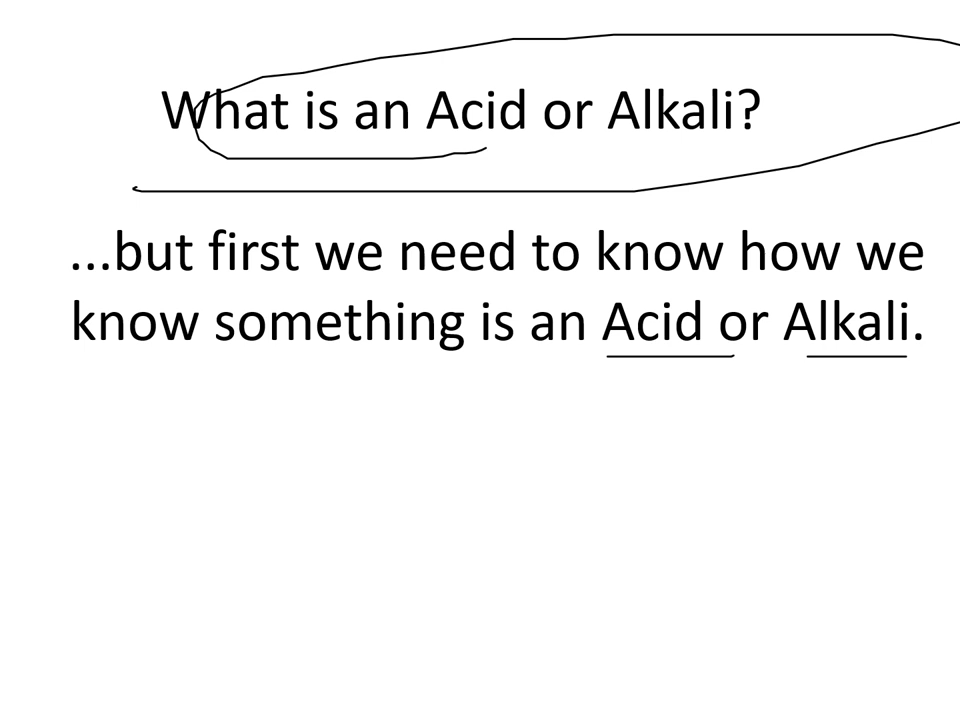 What is an Acid or Alkali?
...but first we need to know how we
know something is an Acid or Alkali.